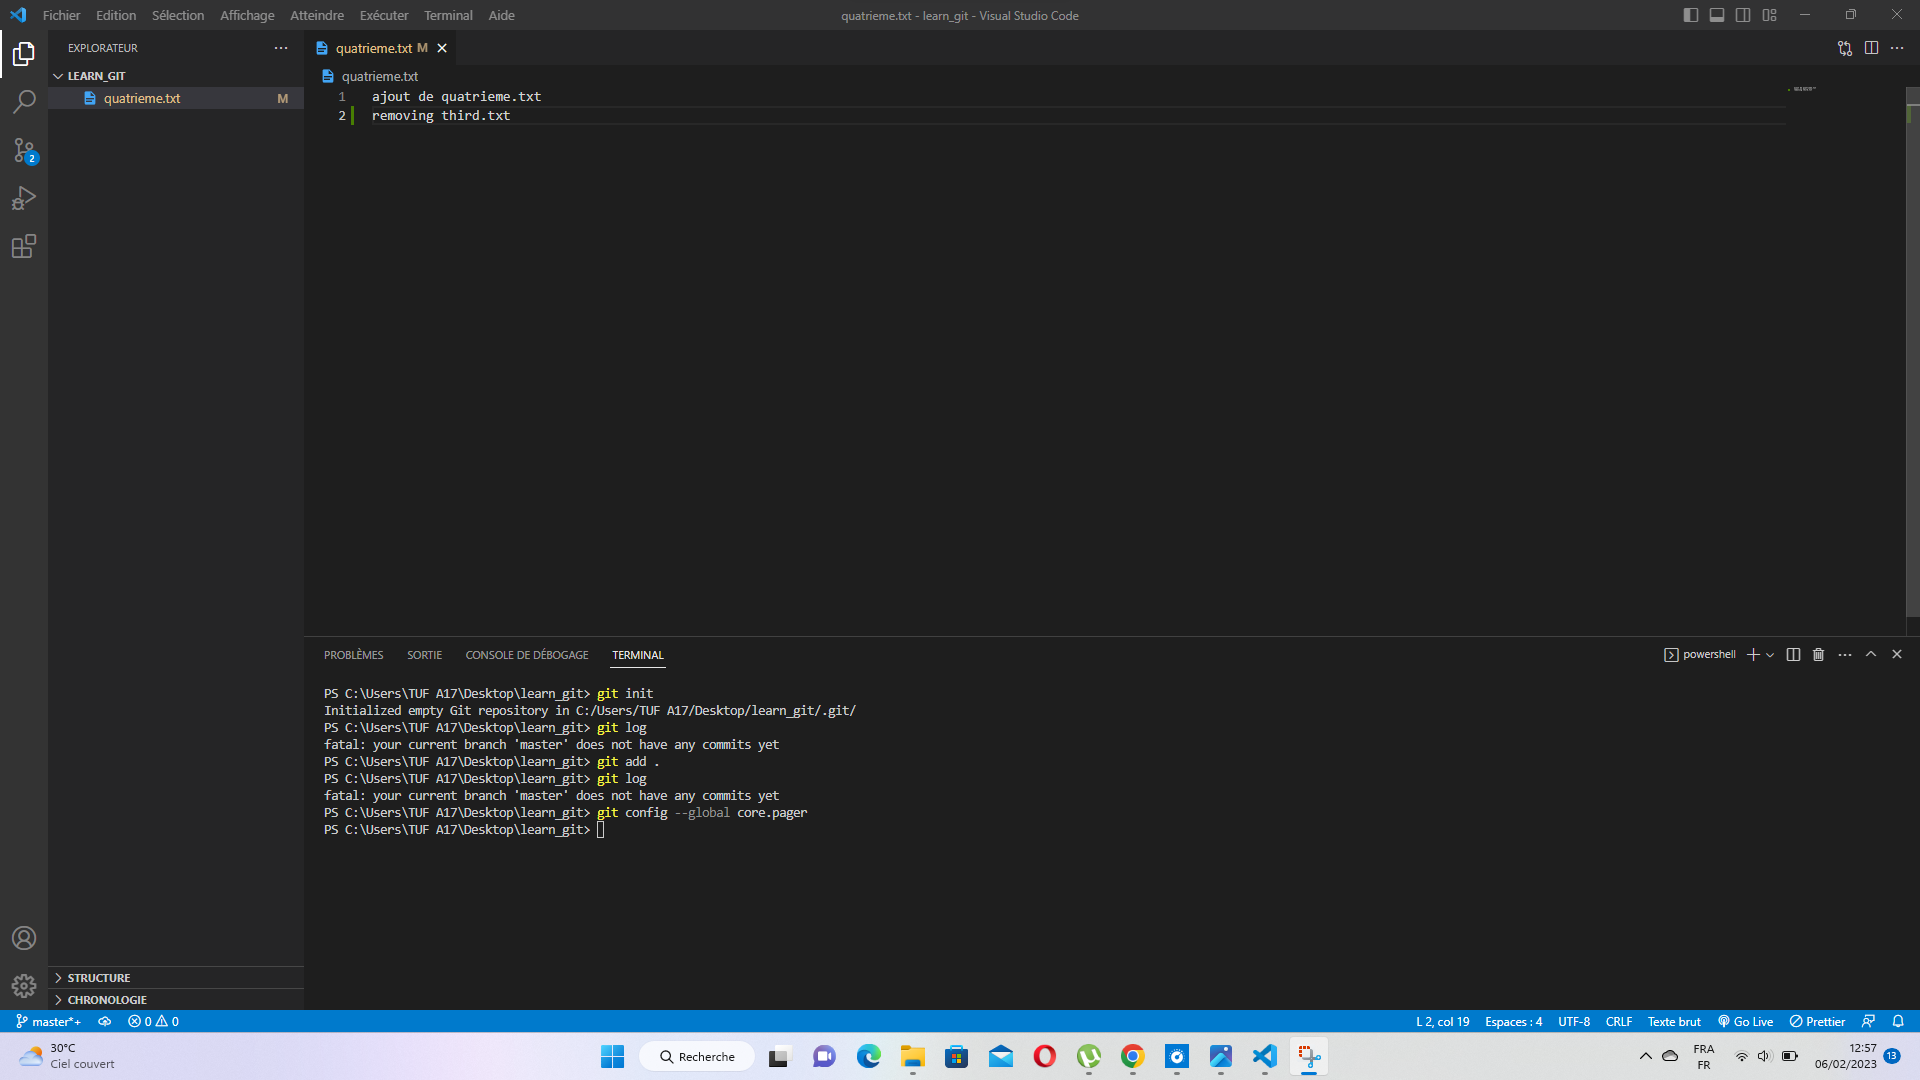 Fichier Edition Sélection Affichage Atteindre Exécuter Terminal Aide
quatrieme.txt - learn_git - Visual Studio Code
EXPLORATEUR
LEARN_GIT
quatrieme.txt M
2
quatrieme.txt M
quatrieme.txt
1 ajout de quatrieme.txt
2 removing third.txt
PROBLÈMES SORTIE CONSOLE DE DÉBOGAGE TERMINAL
powershell
PS C:\Users\TUF A17\Desktop\learn_git> git init
Initialized empty Git repository in C:/Users/TUF A17/Desktop/learn_git/.git/
PS C:\Users\TUF A17\Desktop\learn_git> git log
fatal: your current branch 'master' does not have any commits yet
PS C:\Users\TUF A17\Desktop\learn_git> git add .
PS C:\Users\TUF A17\Desktop\learn_git> git log
fatal: your current branch 'master' does not have any commits yet
PS C:\Users\TUF A17\Desktop\learn_git> git config --global core.pager
PS C:\Users\TUF A17\Desktop\learn_git>
STRUCTURE
CHRONOLOGIE
master*+ 0 0
L 2, col 19 Espaces : 4 UTF-8 CRLF Texte brut Go Live Prettier
30°C
Ciel couvert
Recherche
FRA
FR
12:57
06/02/2023
13